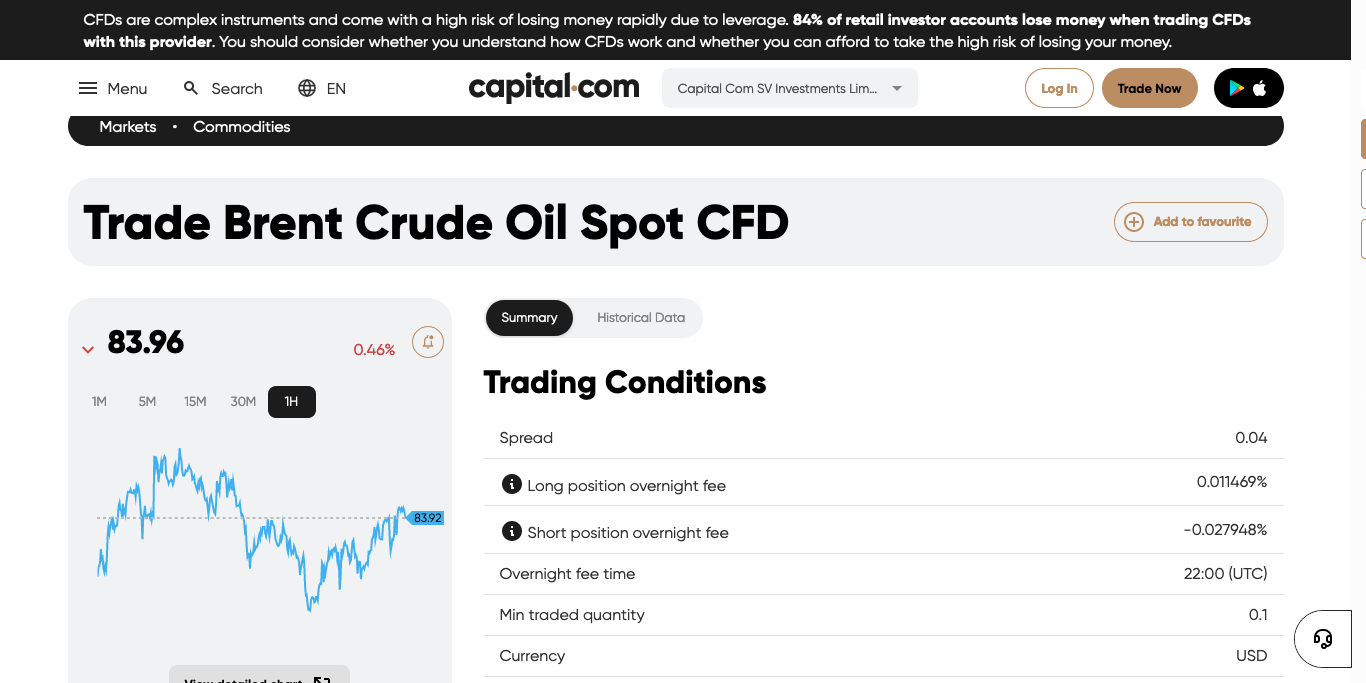 CFDs are complex instruments and come with a high risk of losing money rapidly due to leverage. 84% of retail investor accounts lose money when trading CFDs
with this provider. You should consider whether you understand how CFDs work and whether you can afford to take the high risk of losing your money.
Menu Search EN capital.com Capital Com SV Investments Lim... Log In Trade Now
Markets • Commodities
Trade Brent Crude Oil Spot CFD Add to favourite
83.96 0.46%
1M 5M 15M 30M 1H
83.92
View detailed chart
Summary Historical Data
Trading Conditions
Spread 0.04
Long position overnight fee 0.011469%
Short position overnight fee -0.027948%
Overnight fee time 22:00 (UTC)
Min traded quantity 0.1
Currency USD